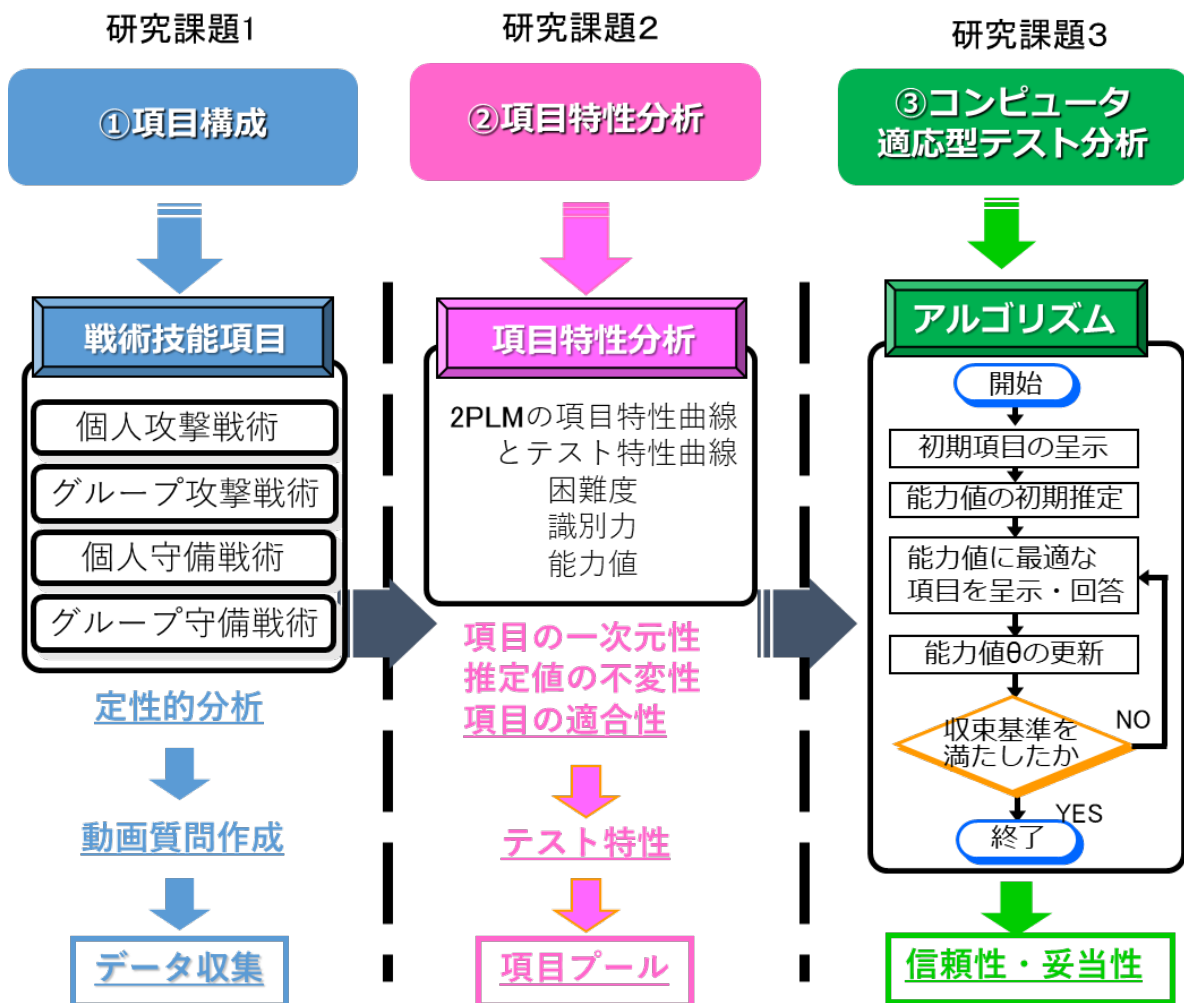 研究課題1
①項目構成
戦術技能項目
個人攻撃戦術
グループ攻撃戦術
個人守備戦術
グループ守備戦術
定性的分析
動画質問作成
データ収集
研究課題2
②項目特性分析
項目特性分析
2PLMの項目特性曲線
とテスト特性曲線
困難度
識別力
能力値
項目の一次元性
推定値の不変性
項目の適合性
テスト特性
項目プール
研究課題3
③コンピュータ
適応型テスト分析
アルゴリズム
開始
初期項目の呈示
能力値の初期推定
能力値に最適な
項目を呈示・回答
能力値θの更新
収束基準を
満たしたか
NO
YES
終了
信頼性・妥当性